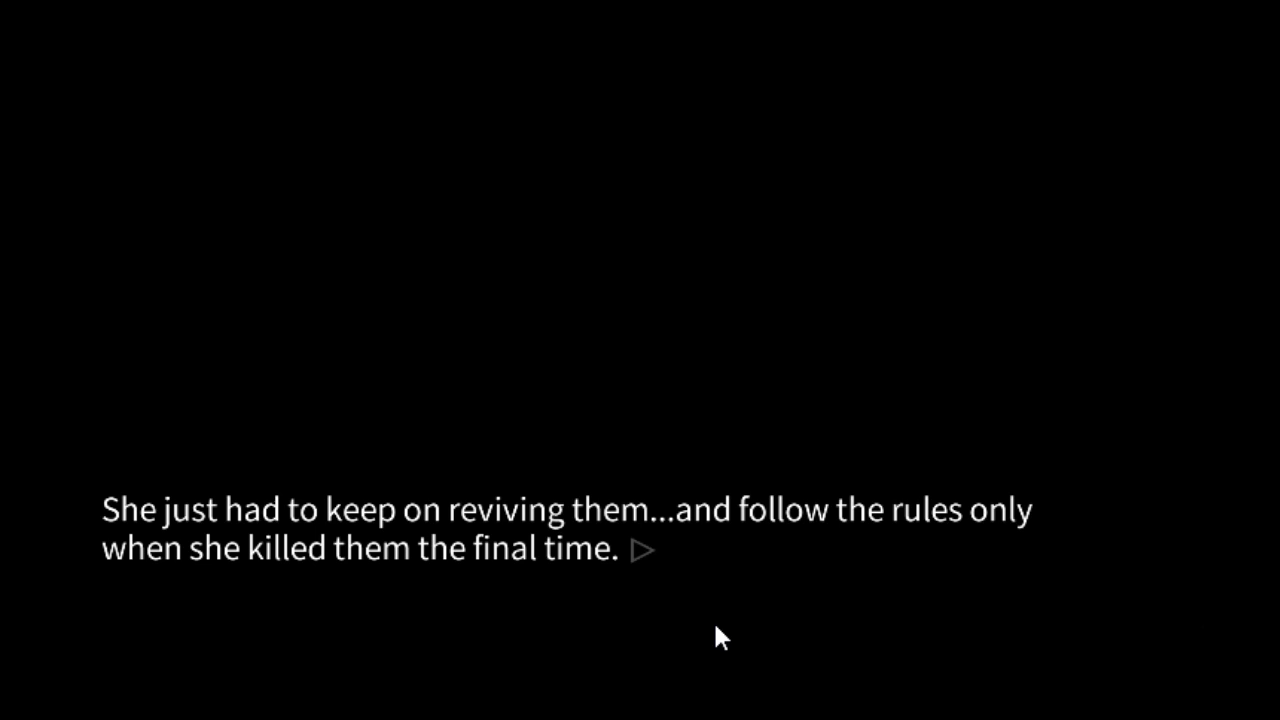 She just had to keep on reviving them...and follow the rules only
when she killed them the final time.